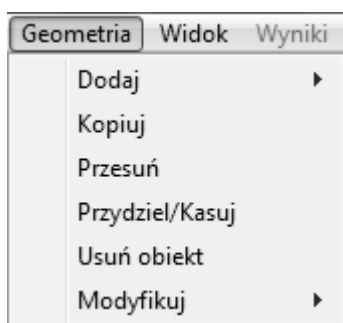 Geometria Widok Wyniki
Dodaj
Kopiuj
Przesuń
Przydziel/Kasuj
Usuń obiekt
Modyfikuj